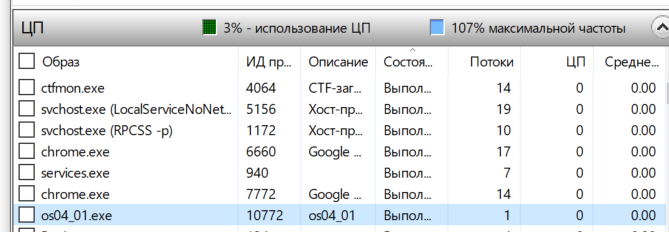 ЦП 3% - использование ЦП 107% максимальной частоты
Образ ИД пр... Описание Состоя... Потоки ЦП Средне...
ctfmon.exe 4064 CTF-заг... Выпол... 14 0 0.00
svchost.exe (LocalServiceNoNet... 5156 Хост-пр... Выпол... 19 0 0.00
svchost.exe (RPCSS -p) 1172 Хост-пр... Выпол... 10 0 0.00
chrome.exe 6660 Google ... Выпол... 17 0 0.00
services.exe 940 Выпол... 7 0 0.00
chrome.exe 7772 Google ... Выпол... 14 0 0.00
os04_01.exe 10772 os04_01 Выпол... 1 0 0.00